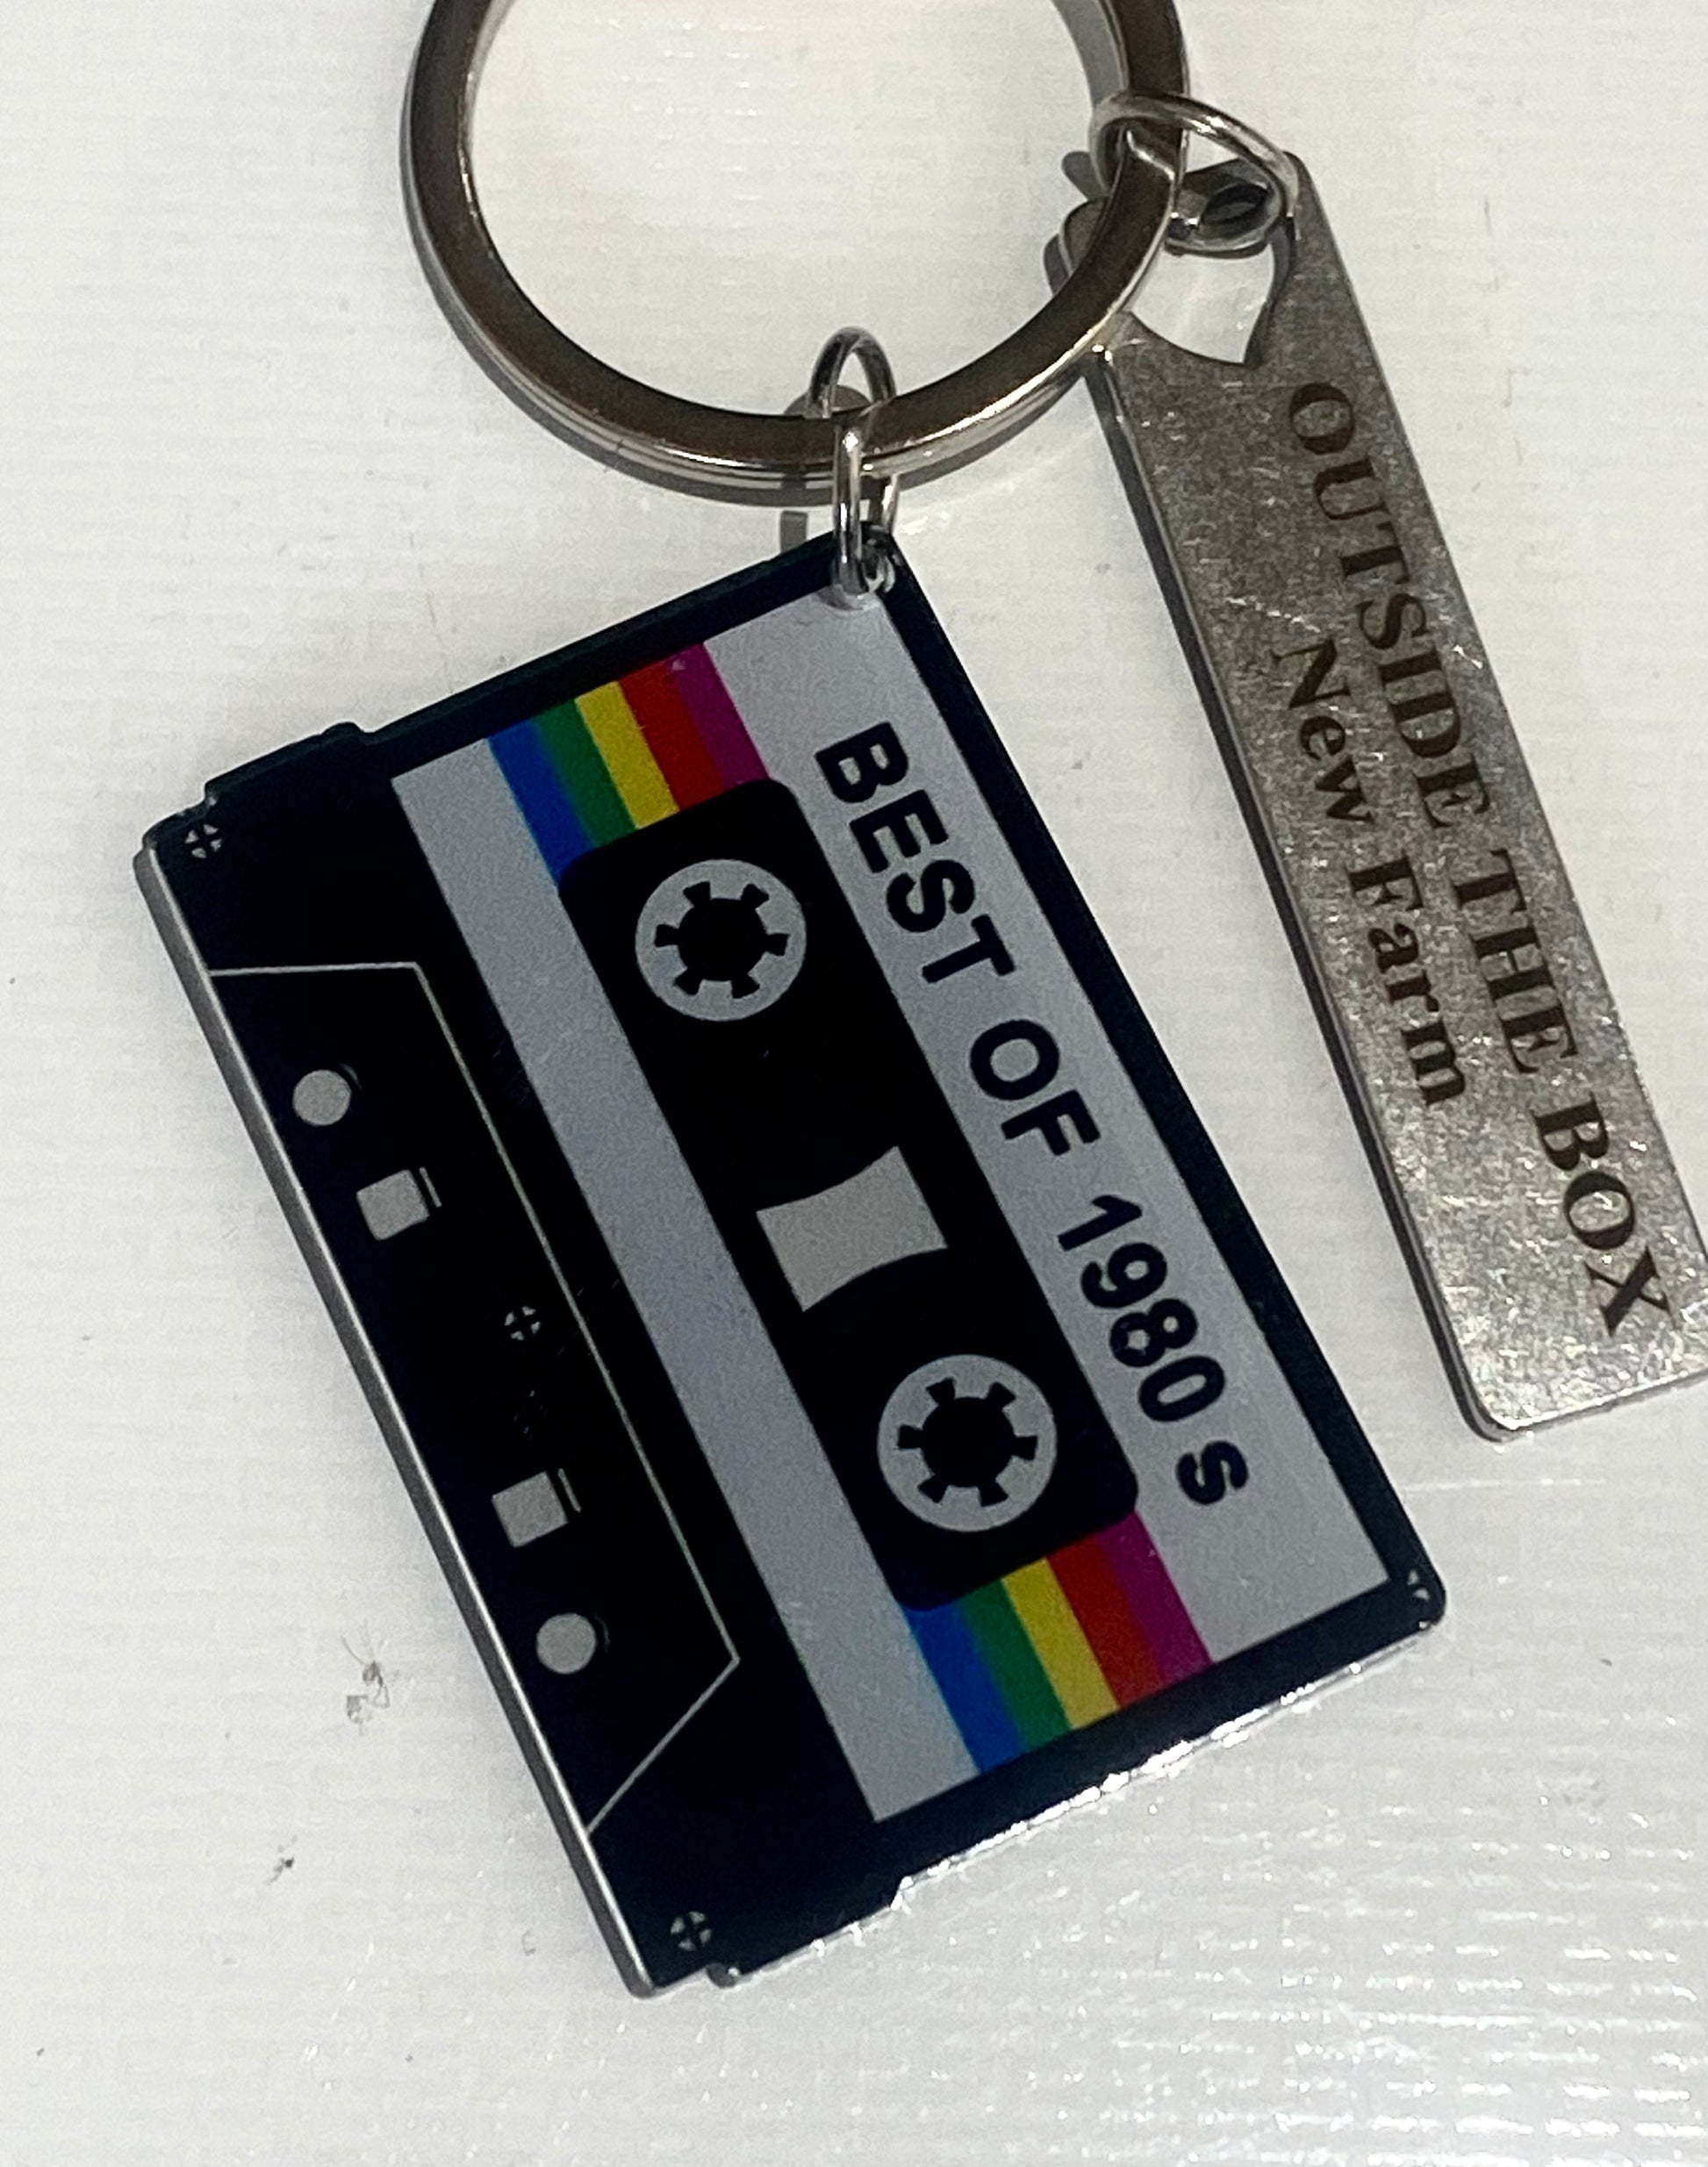 BEST OF 1980 s
OUTSIDE THE BOX
New Farm